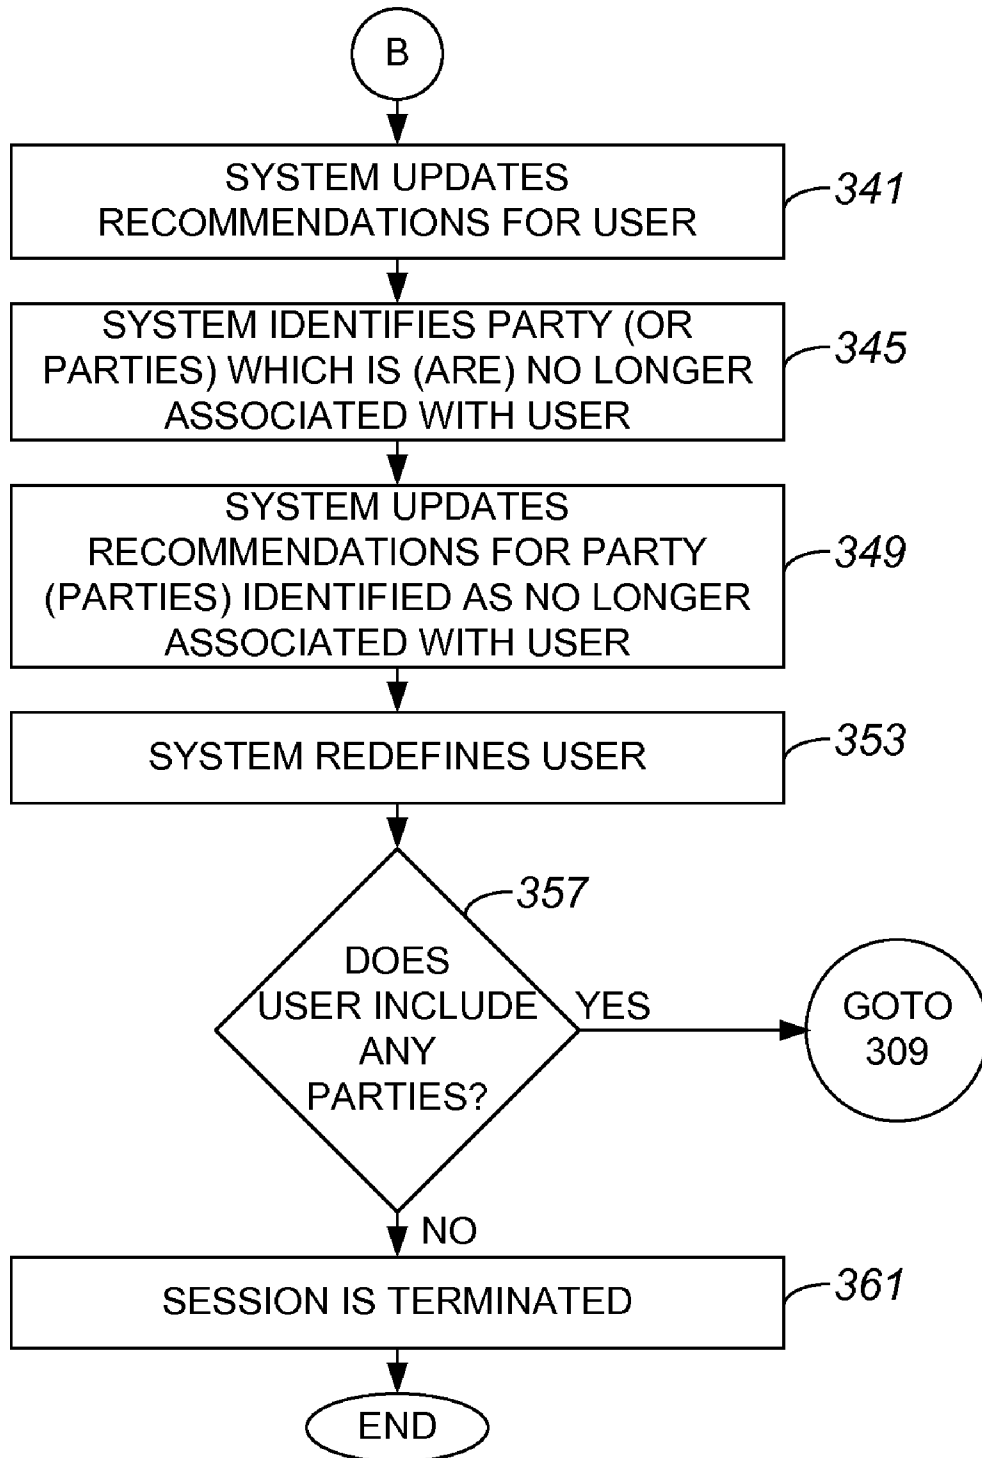 B
SYSTEM UPDATES
RECOMMENDATIONS FOR USER
341
SYSTEM IDENTIFIES PARTY (OR
PARTIES) WHICH IS (ARE) NO LONGER
ASSOCIATED WITH USER
345
SYSTEM UPDATES
RECOMMENDATIONS FOR PARTY
(PARTIES) IDENTIFIED AS NO LONGER
ASSOCIATED WITH USER
349
SYSTEM REDEFINES USER
353
357
DOES
USER INCLUDE
ANY
PARTIES?
YES
GOTO
309
NO
SESSION IS TERMINATED
361
END